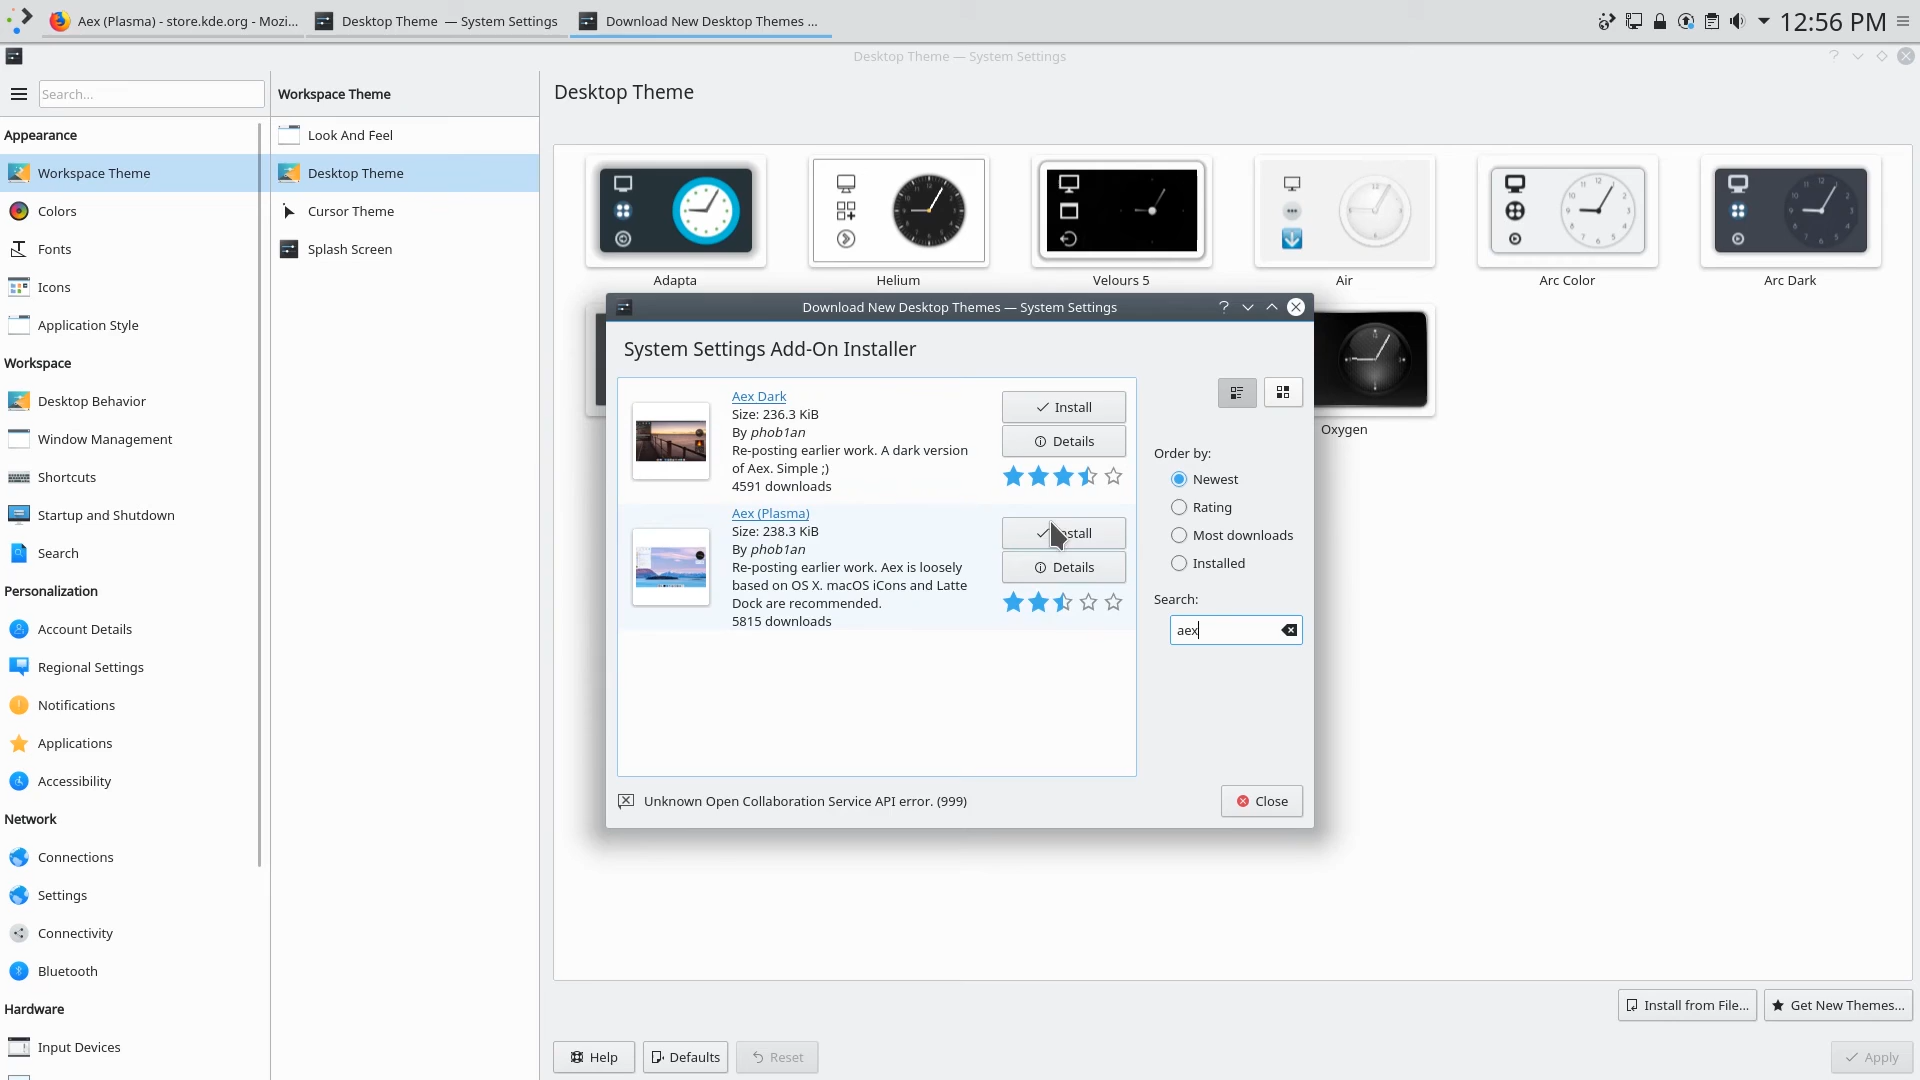 Aex (Plasma) - store.kde.org - Mozi...
Desktop Theme — System Settings
Download New Desktop Themes ...
12:56 PM
Desktop Theme — System Settings
Search...
Appearance
Workspace Theme
Colors
Fonts
Icons
Application Style
Workspace
Desktop Behavior
Window Management
Shortcuts
Startup and Shutdown
Search
Personalization
Account Details
Regional Settings
Notifications
Applications
Accessibility
Network
Connections
Settings
Connectivity
Bluetooth
Hardware
Input Devices
Workspace Theme
Look And Feel
Desktop Theme
Cursor Theme
Splash Screen
Desktop Theme
Adapta
Helium
Velours 5
Air
Arc Color
Arc Dark
Oxygen
Download New Desktop Themes — System Settings
System Settings Add-On Installer
Aex Dark
Size: 236.3 KiB
By phob1an
Re-posting earlier work. A dark version
of Aex. Simple ;)
4591 downloads
Install
Details
Aex (Plasma)
Size: 238.3 KiB
By phob1an
Re-posting earlier work. Aex is loosely
based on OS X. macOS iCons and Latte
Dock are recommended.
5815 downloads
Install
Details
Order by:
Newest
Rating
Most downloads
Installed
Search:
aex
Unknown Open Collaboration Service API error. (999)
Close
Install from File...
Get New Themes...
Help
Defaults
Reset
Apply